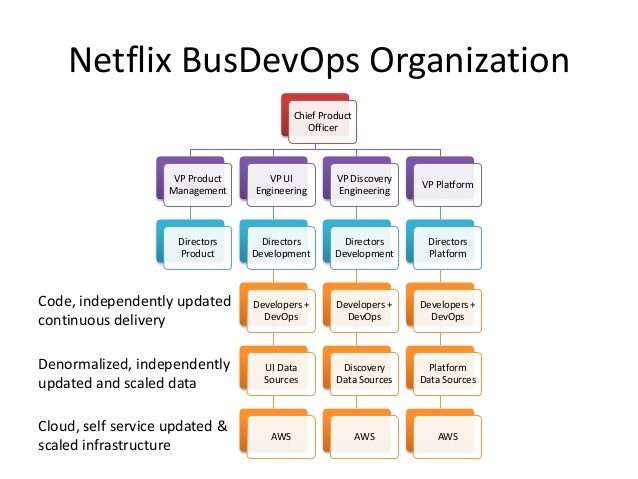 Netflix BusDevOps Organization
Chief Product
Officer
VP Product
Management
VP UI
Engineering
VP Discovery
Engineering
VP Platform
Directors
Product
Directors
Development
Directors
Development
Directors
Platform
Code, independently updated
continuous delivery
Developers +
DevOps
Developers +
DevOps
Developers +
DevOps
Denormalized, independently
updated and scaled data
UI Data
Sources
Discovery
Data Sources
Platform
Data Sources
Cloud, self service updated &
scaled infrastructure
AWS
AWS
AWS